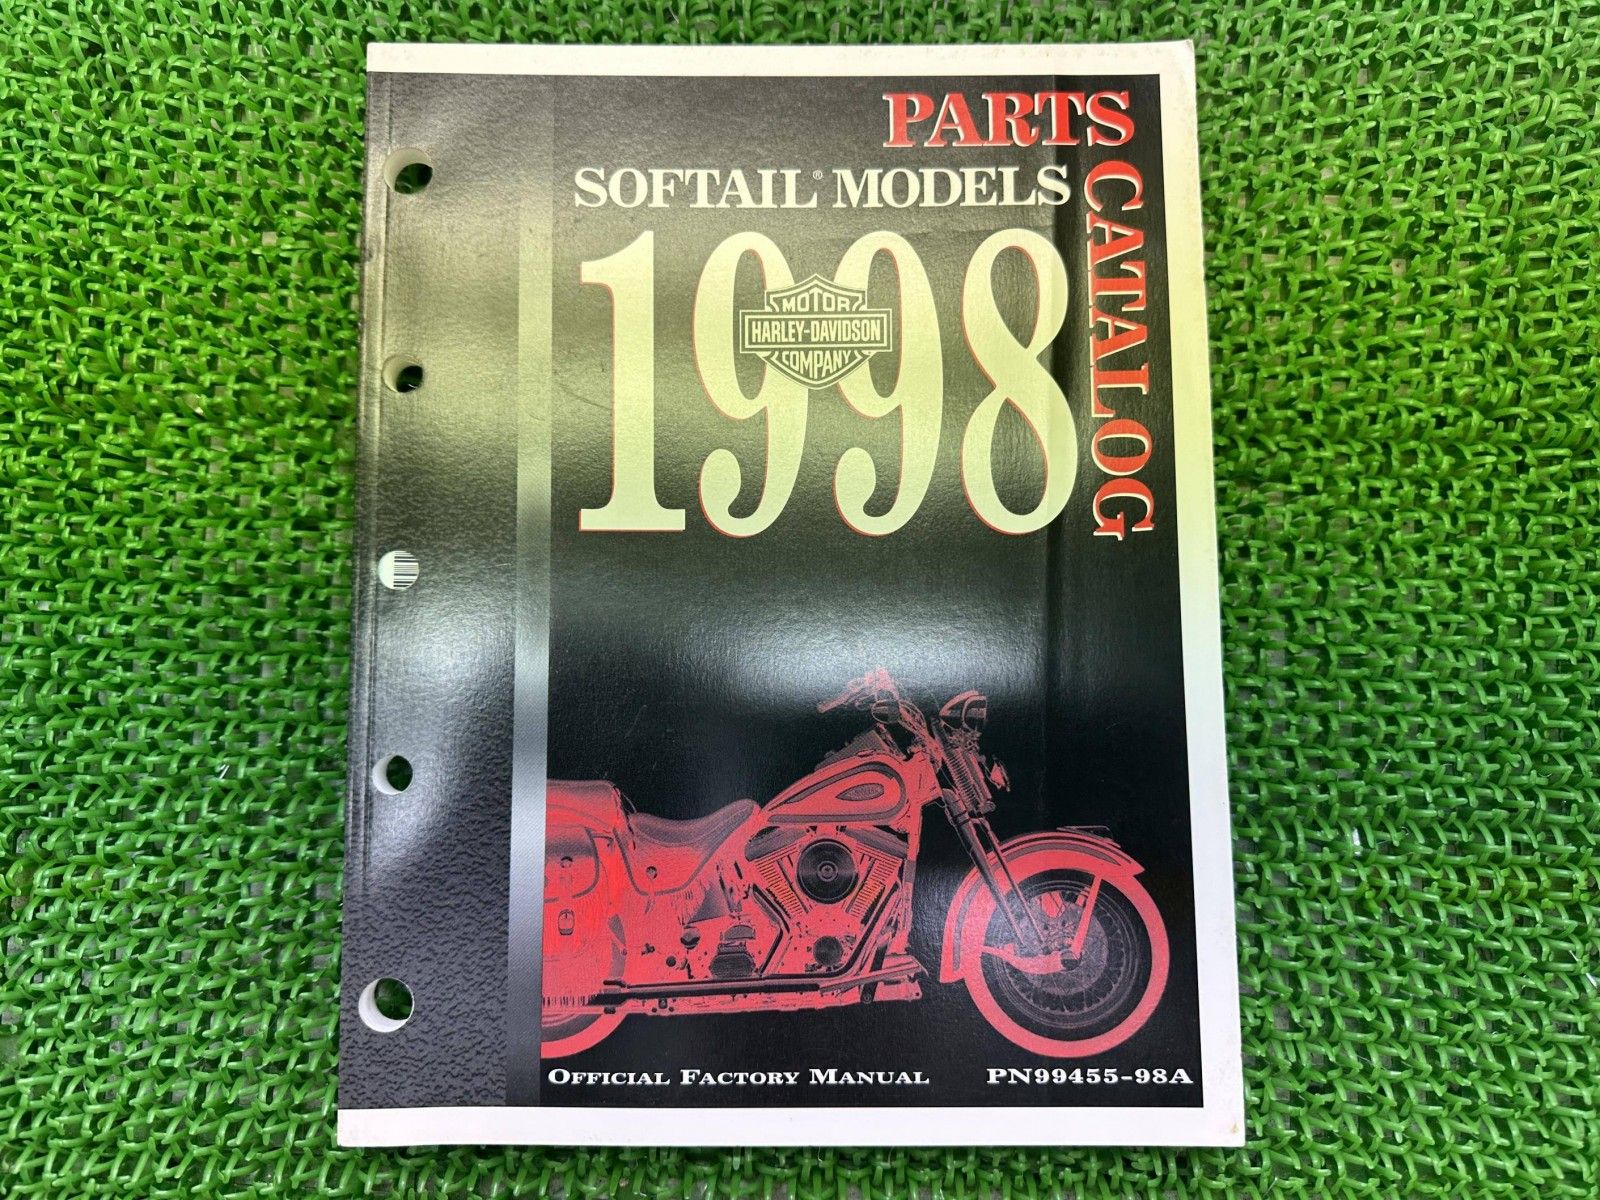 PARTS
CATALOG
SOFTAIL® MODELS
1998
MOTOR
HARLEY-DAVIDSON
COMPANY
OFFICIAL FACTORY MANUAL
PN99455-98A